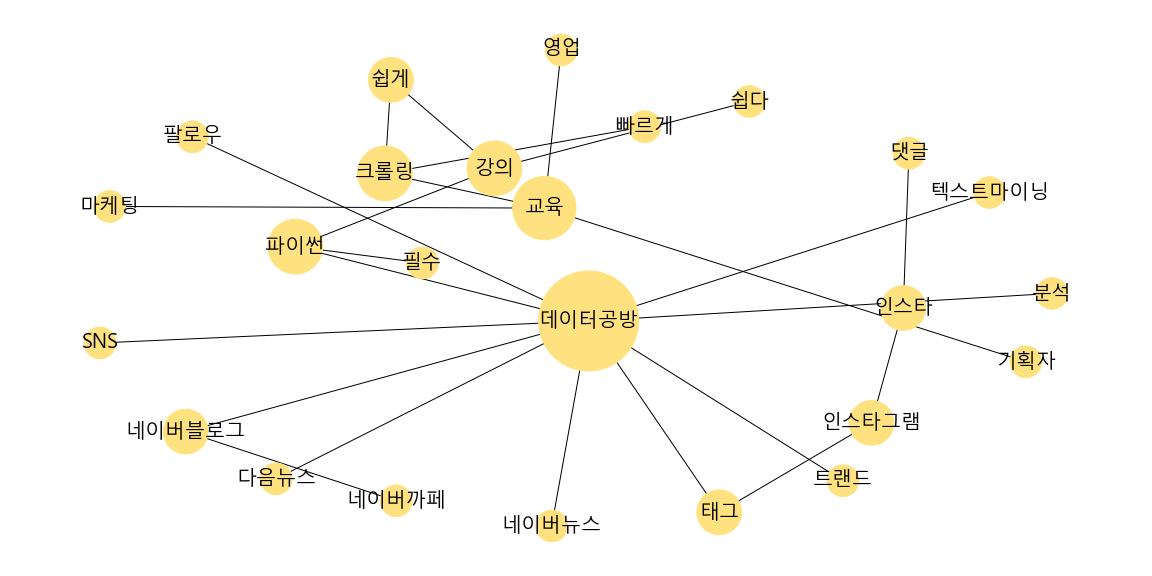 영업
쉽게
쉽다
빠르게
팔로우
댓글
강의
크롤링
텍스트마이닝
마케팅
교육
파이썬
필수
분석
인스타
데이터공방
SNS
기획자
인스타그램
네이버블로그
다음뉴스
트랜드
네이버까페
태그
네이버뉴스